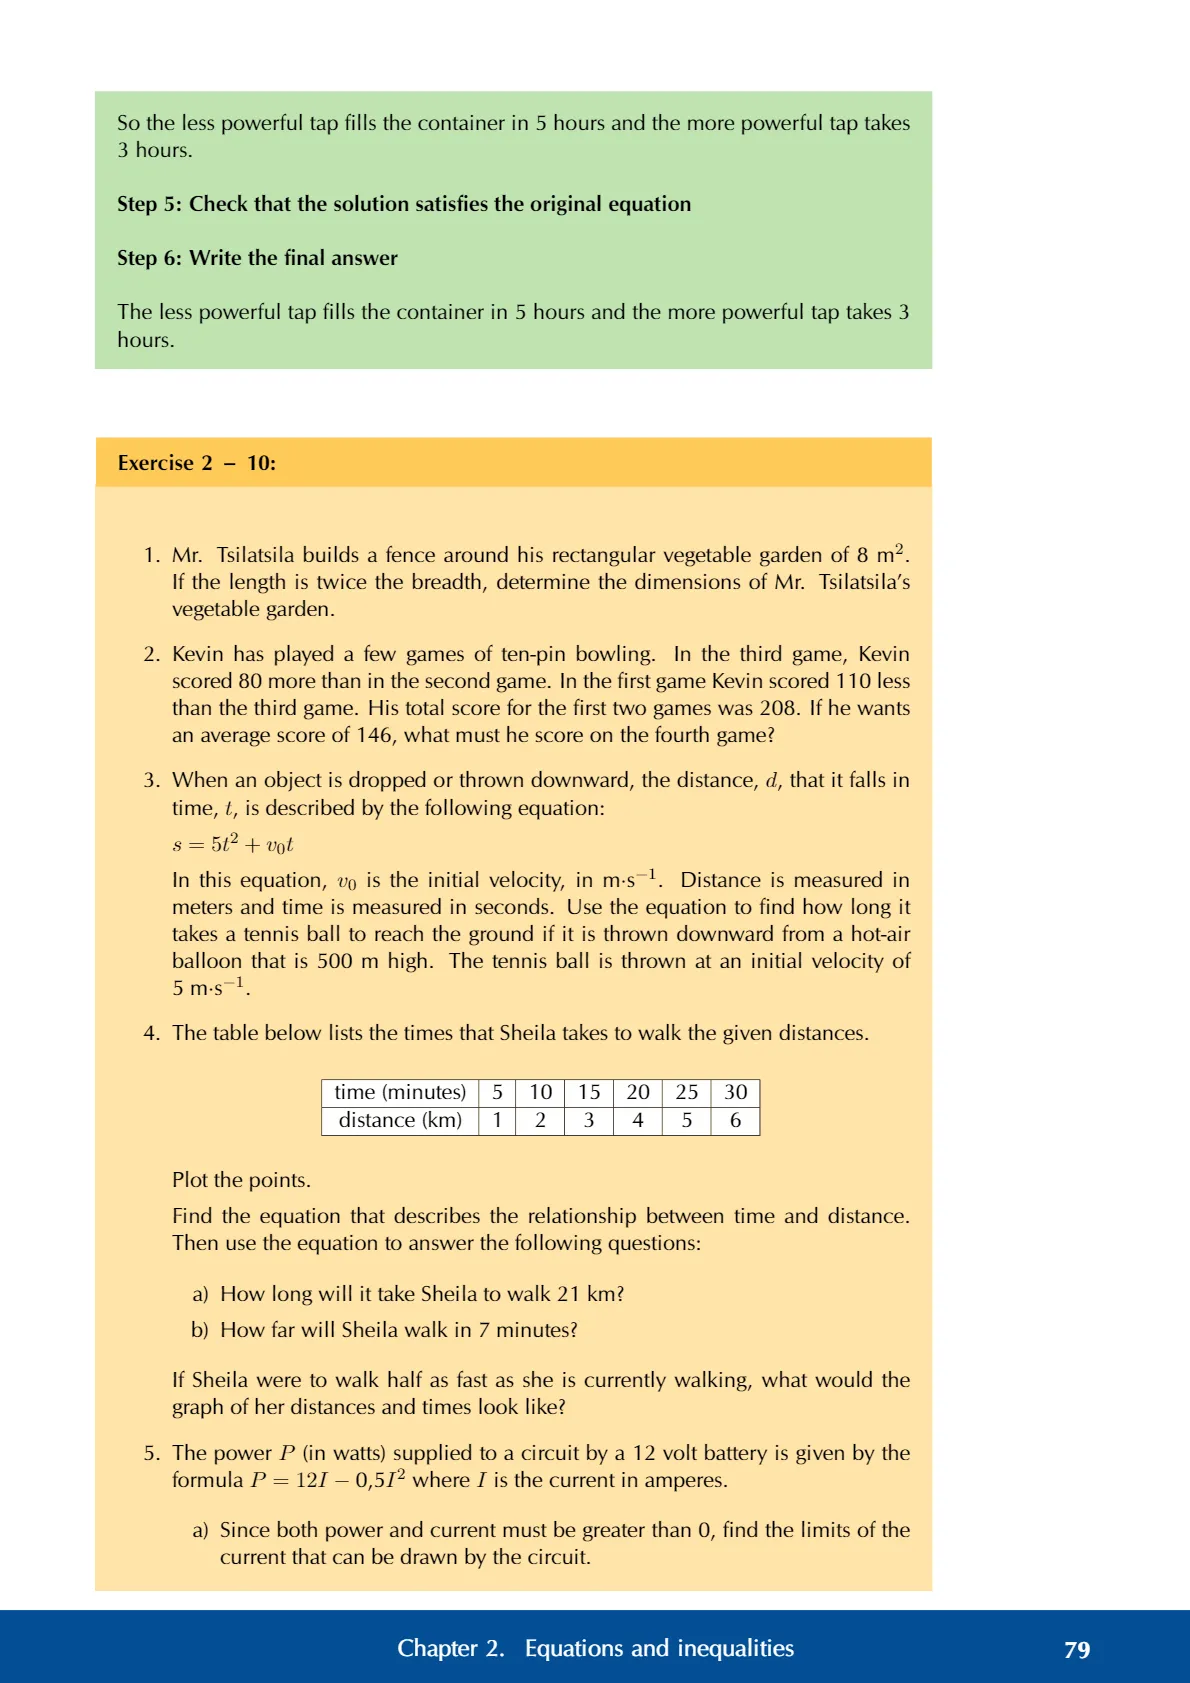 So the less powerful tap fills the container in 5 hours and the more powerful tap takes
3 hours.
Step 5: Check that the solution satisfies the original equation
Step 6: Write the final answer
The less powerful tap fills the container in 5 hours and the more powerful tap takes 3
hours.
Exercise 2 – 10:
1. Mr. Tsilatsila builds a fence around his rectangular vegetable garden of 8 m².
If the length is twice the breadth, determine the dimensions of Mr. Tsilatsila’s
vegetable garden.
2. Kevin has played a few games of ten-pin bowling. In the third game, Kevin
scored 80 more than in the second game. In the first game Kevin scored 110 less
than the third game. His total score for the first two games was 208. If he wants
an average score of 146, what must he score on the fourth game?
3. When an object is dropped or thrown downward, the distance, d, that it falls in
time, t, is described by the following equation:
s = 5t² + v₀t
In this equation, v₀ is the initial velocity, in m·s⁻¹. Distance is measured in
meters and time is measured in seconds. Use the equation to find how long it
takes a tennis ball to reach the ground if it is thrown downward from a hot-air
balloon that is 500 m high. The tennis ball is thrown at an initial velocity of
5 m·s⁻¹.
4. The table below lists the times that Sheila takes to walk the given distances.
time (minutes) 5 10 15 20 25 30
distance (km) 1 2 3 4 5 6
Plot the points.
Find the equation that describes the relationship between time and distance.
Then use the equation to answer the following questions:
a) How long will it take Sheila to walk 21 km?
b) How far will Sheila walk in 7 minutes?
If Sheila were to walk half as fast as she is currently walking, what would the
graph of her distances and times look like?
5. The power P (in watts) supplied to a circuit by a 12 volt battery is given by the
formula P = 12I − 0,5I² where I is the current in amperes.
a) Since both power and current must be greater than 0, find the limits of the
current that can be drawn by the circuit.
Chapter 2. Equations and inequalities 79